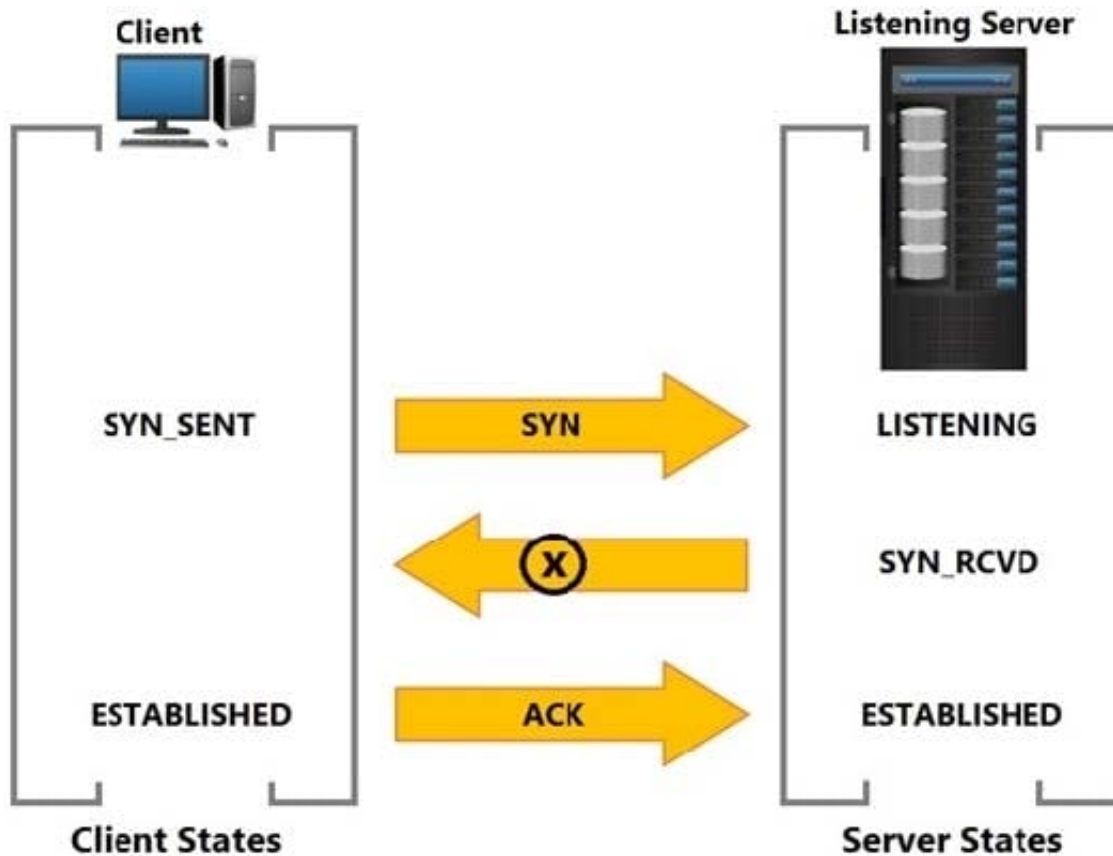 Client
Listening Server
SYN_SENT
SYN
LISTENING
X
SYN_RCVD
ESTABLISHED
ACK
ESTABLISHED
Client States
Server States